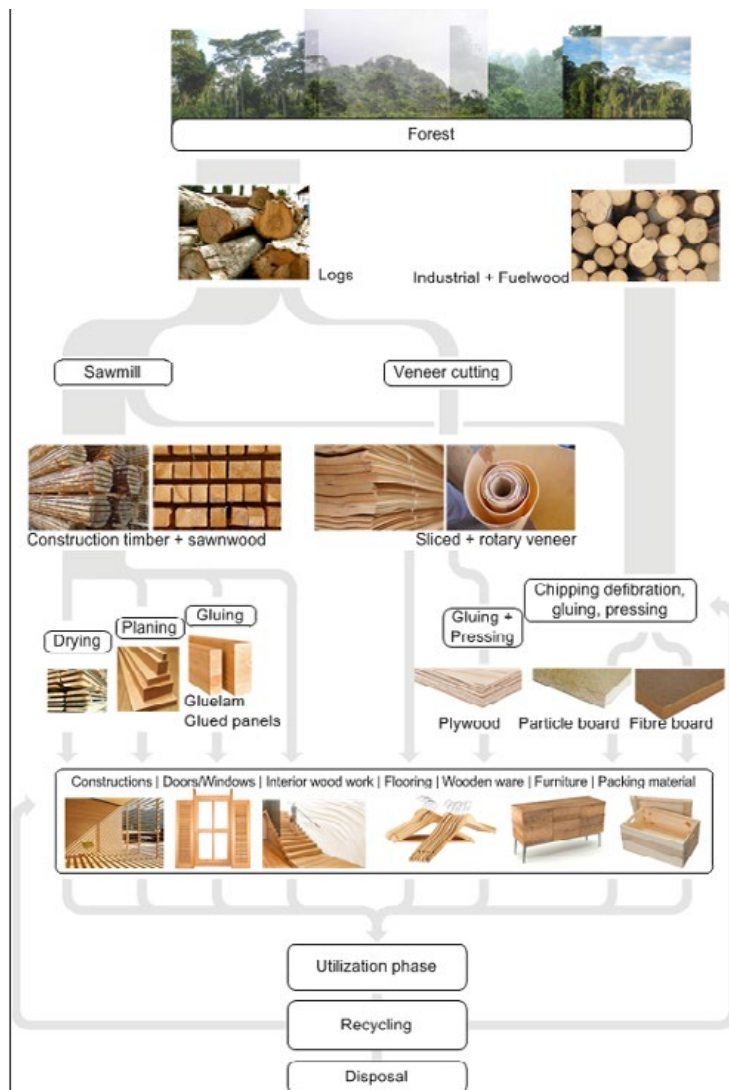 Forest
Logs
Industrial + Fuelwood
Sawmill
Veneer cutting
Construction timber + sawnwood
Sliced + rotary veneer
Chipping defibration,
gluing, pressing
Drying
Planing
Gluing
Gluing +
Pressing
Gluelam
Glued panels
Plywood
Particle board
Fibre board
Constructions | Doors/Windows | Interior wood work | Flooring | Wooden ware | Furniture | Packing material
Utilization phase
Recycling
Disposal